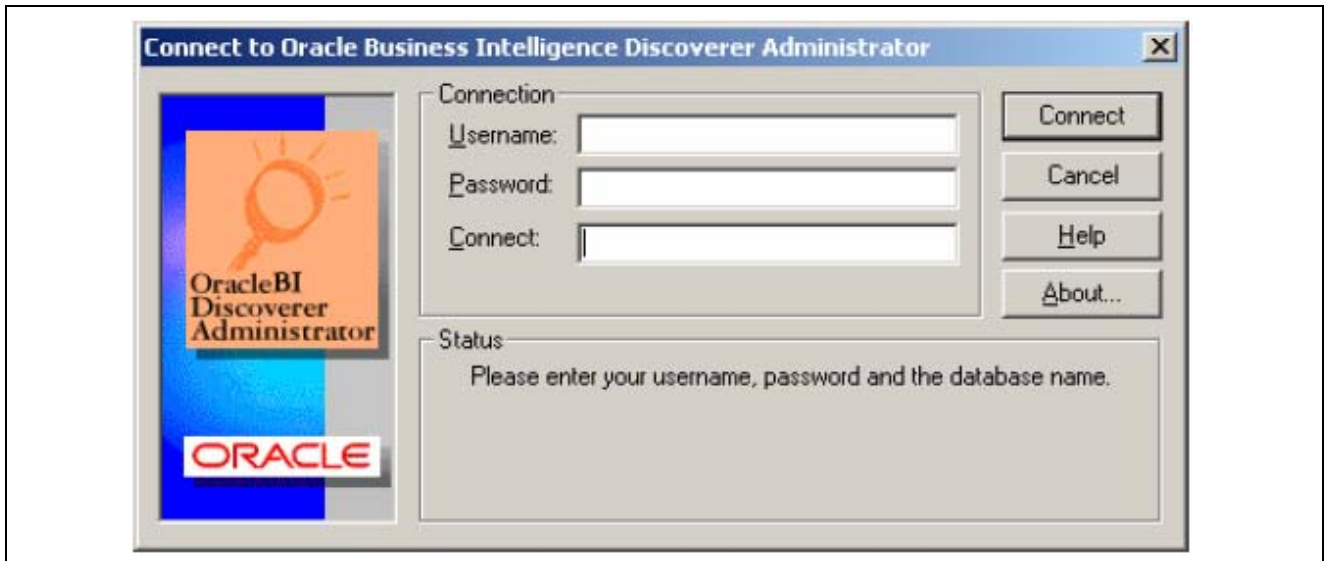 Connect to Oracle Business Intelligence Discoverer Administrator
Connection
Username:
Password:
Connect:
Connect
Cancel
Help
About...
OracleBI
Discoverer
Administrator
ORACLE
Status
Please enter your username, password and the database name.